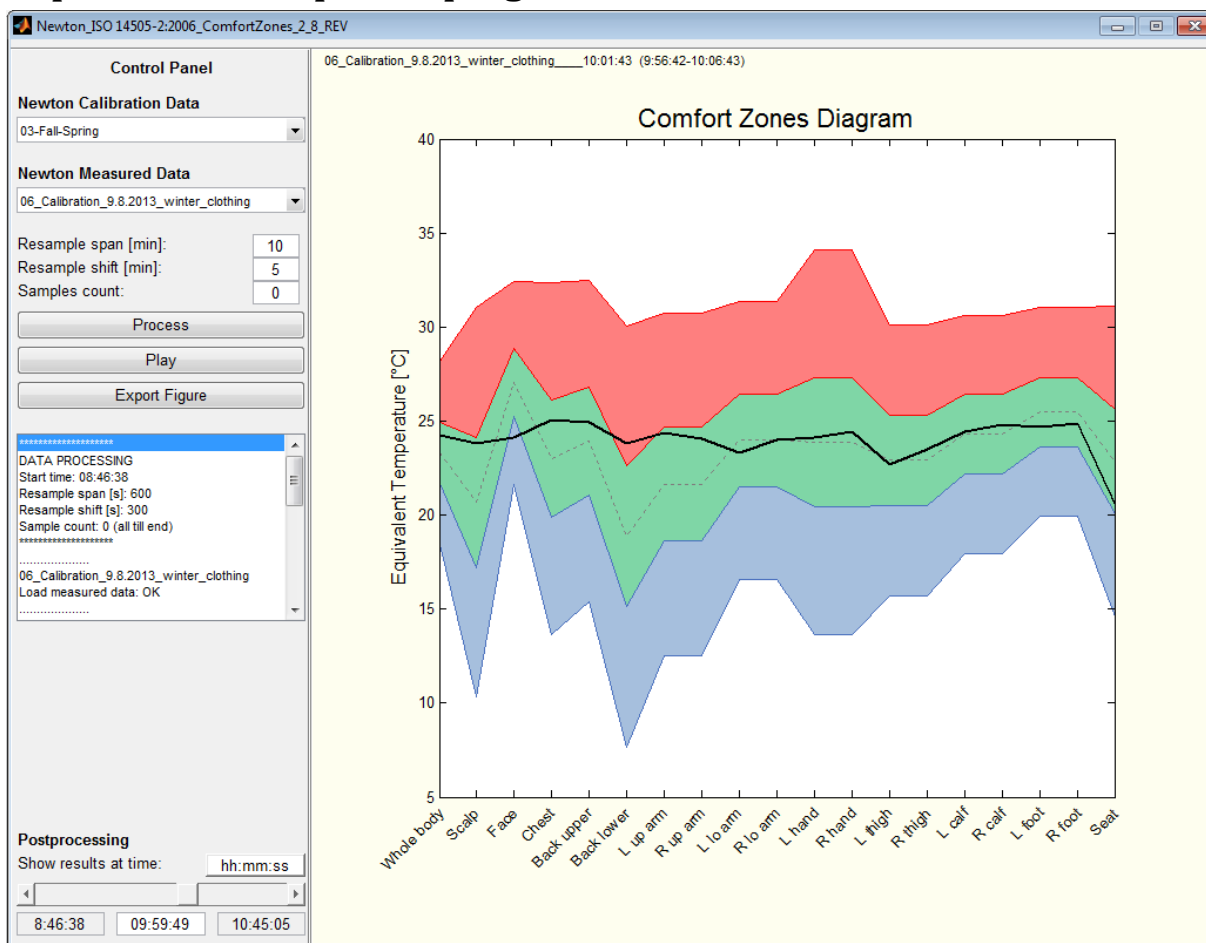 Newton_ISO 14505-2:2006_ComfortZones_2_8_REV
Control Panel
Newton Calibration Data
03-Fall-Spring
Newton Measured Data
06_Calibration_9.8.2013_winter_clothing
Resample span [min]: 10
Resample shift [min]: 5
Samples count: 0
Process
Play
Export Figure
********************
DATA PROCESSING
Start time: 08:46:38
Resample span [s]: 600
Resample shift [s]: 300
Sample count: 0 (all till end)
********************
....................
06_Calibration_9.8.2013_winter_clothing
Load measured data: OK
....................
Postprocessing
Show results at time: hh:mm:ss
8:46:38 09:59:49 10:45:05
06_Calibration_9.8.2013_winter_clothing____10:01:43 (9:56:42-10:06:43)
Comfort Zones Diagram
Equivalent Temperature [°C]
40
35
30
25
20
15
10
5
Whole body
Scalp
Face
Chest
Back upper
Back lower
L up arm
R up arm
L lo arm
R lo arm
L hand
R hand
L thigh
R thigh
L calf
R calf
L foot
R foot
Seat